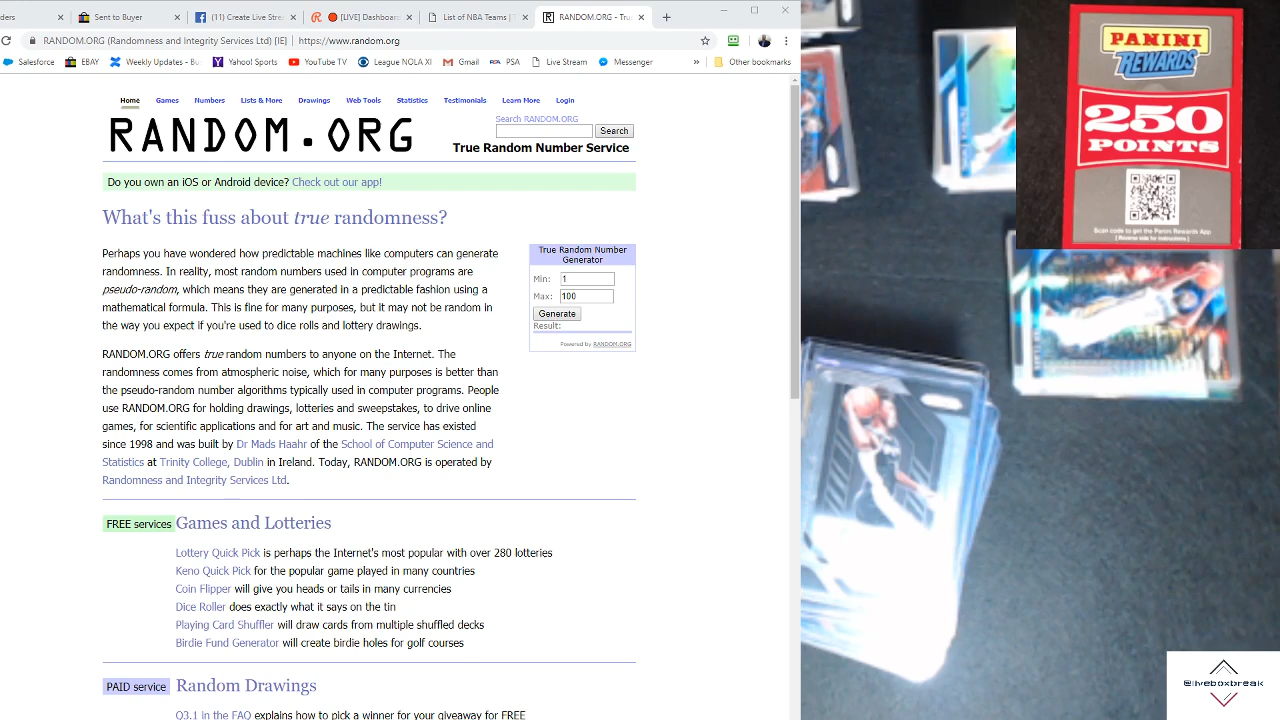 ders
Sent to Buyer
(11) Create Live Stre
[LIVE] Dashboar
List of NBA Teams [
RANDOM.ORG - Tru
RANDOM.ORG (Randomness and Integrity Services Ltd) [IE] | https://www.random.org
Salesforce
EBAY
Weekly Updates - Bu
Yahoo! Sports
YouTube TV
League NOLA XI
Gmail
PSA
Live Stream
Messenger
»
Other bookmarks
Home
Games
Numbers
Lists & More
Drawings
Web Tools
Statistics
Testimonials
Learn More
Login
RANDOM.ORG
Search RANDOM.ORG
Search
True Random Number Service
Do you own an iOS or Android device? Check out our app!
What's this fuss about true randomness?
Perhaps you have wondered how predictable machines like computers can generate
randomness. In reality, most random numbers used in computer programs are
pseudo-random, which means they are generated in a predictable fashion using a
mathematical formula. This is fine for many purposes, but it may not be random in
the way you expect if you're used to dice rolls and lottery drawings.
RANDOM.ORG offers true random numbers to anyone on the Internet. The
randomness comes from atmospheric noise, which for many purposes is better than
the pseudo-random number algorithms typically used in computer programs. People
use RANDOM.ORG for holding drawings, lotteries and sweepstakes, to drive online
games, for scientific applications and for art and music. The service has existed
since 1998 and was built by Dr Mads Haahr of the School of Computer Science and
Statistics at Trinity College, Dublin in Ireland. Today, RANDOM.ORG is operated by
Randomness and Integrity Services Ltd.
True Random Number
Generator
Min: 1
Max: 100
Generate
Result:
Powered by RANDOM.ORG
FREE services Games and Lotteries
Lottery Quick Pick is perhaps the Internet's most popular with over 280 lotteries
Keno Quick Pick for the popular game played in many countries
Coin Flipper will give you heads or tails in many currencies
Dice Roller does exactly what it says on the tin
Playing Card Shuffler will draw cards from multiple shuffled decks
Birdie Fund Generator will create birdie holes for golf courses
PAID service Random Drawings
Q3.1 in the FAQ explains how to pick a winner for your giveaway for FREE
PANINI
REWARDS
250
POINTS
Scan code to get the Panini Rewards App
( Reverse side for instructions )
@liveboxbreak